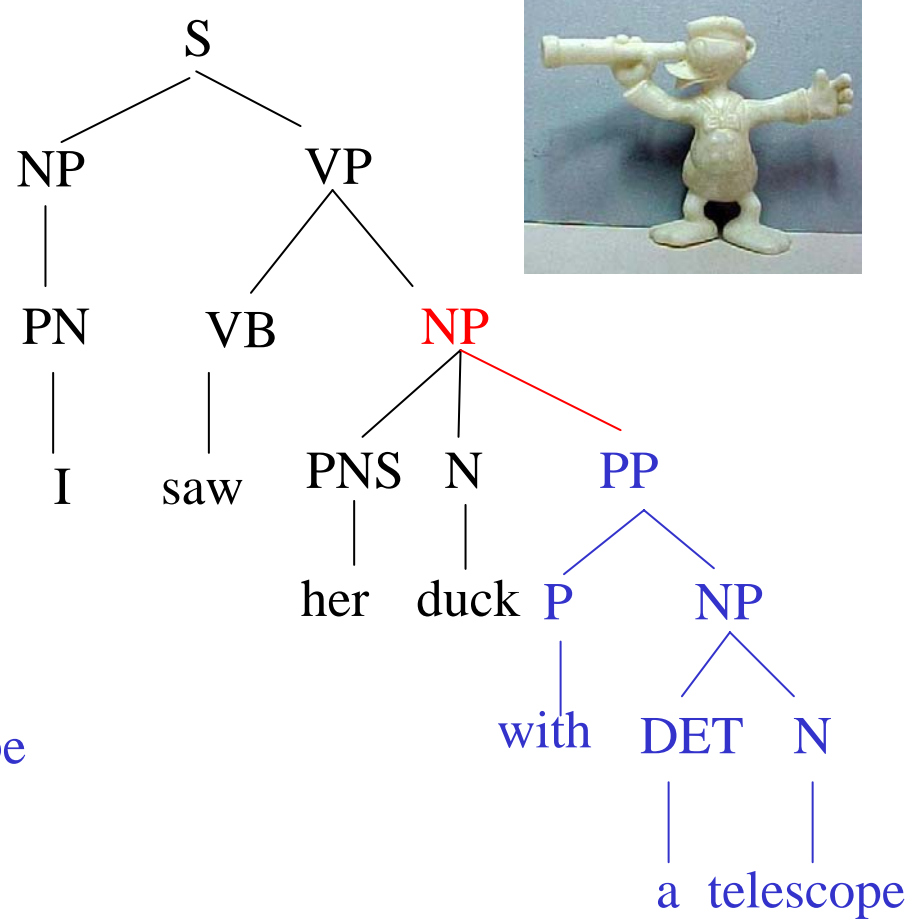 S
NP VP
PN VB NP
I saw PNS N PP
her duck P NP
with DET N
a telescope